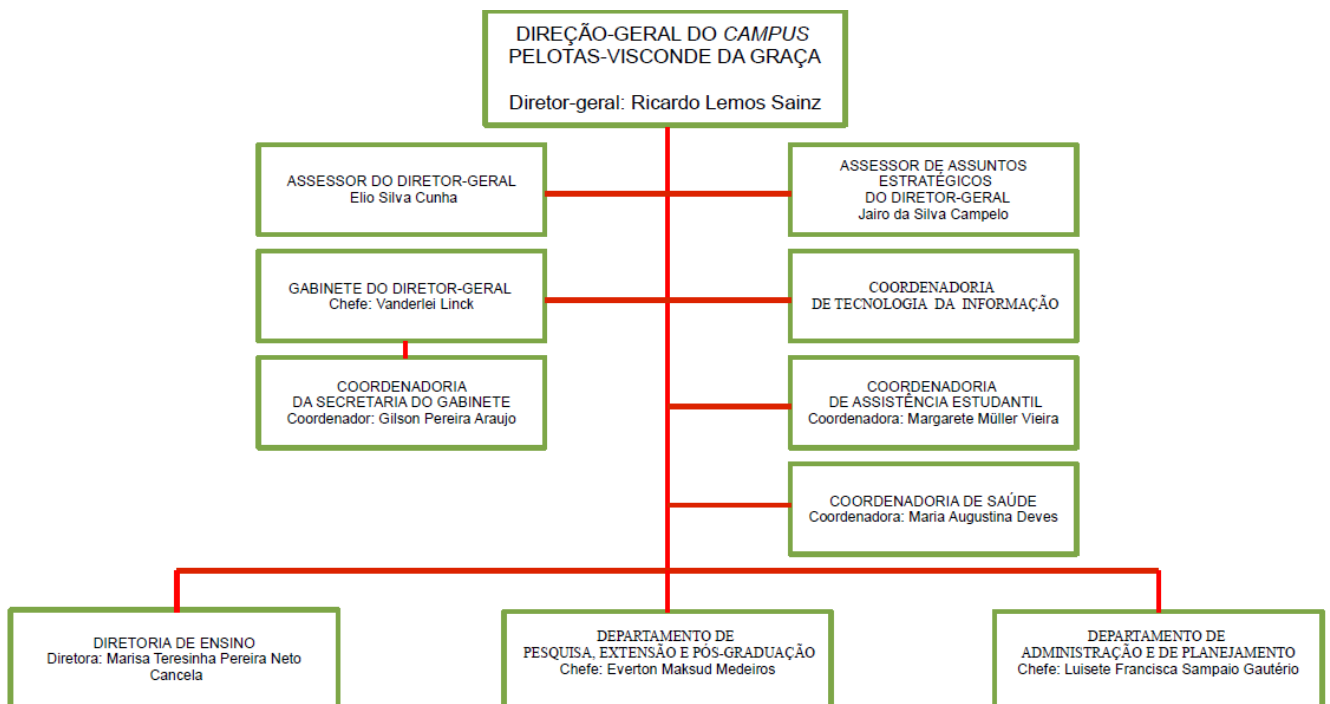 DIREÇÃO-GERAL DO CAMPUS
PELOTAS-VISCONDE DA GRAÇA
Diretor-geral: Ricardo Lemos Sainz
ASSESSOR DO DIRETOR-GERAL
Elio Silva Cunha
ASSESSOR DE ASSUNTOS
ESTRATÉGICOS
DO DIRETOR-GERAL
Jairo da Silva Campelo
GABINETE DO DIRETOR-GERAL
Chefe: Vanderlei Linck
COORDENADORIA
DE TECNOLOGIA DA INFORMAÇÃO
COORDENADORIA
DA SECRETARIA DO GABINETE
Coordenador: Gilson Pereira Araujo
COORDENADORIA
DE ASSISTÊNCIA ESTUDANTIL
Coordenadora: Margarete Müller Vieira
COORDENADORIA DE SAÚDE
Coordenadora: Maria Augustina Deves
DIRETORIA DE ENSINO
Diretora: Marisa Teresinha Pereira Neto
Cancela
DEPARTAMENTO DE
PESQUISA, EXTENSÃO E PÓS-GRADUAÇÃO
Chefe: Everton Maksud Medeiros
DEPARTAMENTO DE
ADMINISTRAÇÃO E DE PLANEJAMENTO
Chefe: Luisete Francisca Sampaio Gautério